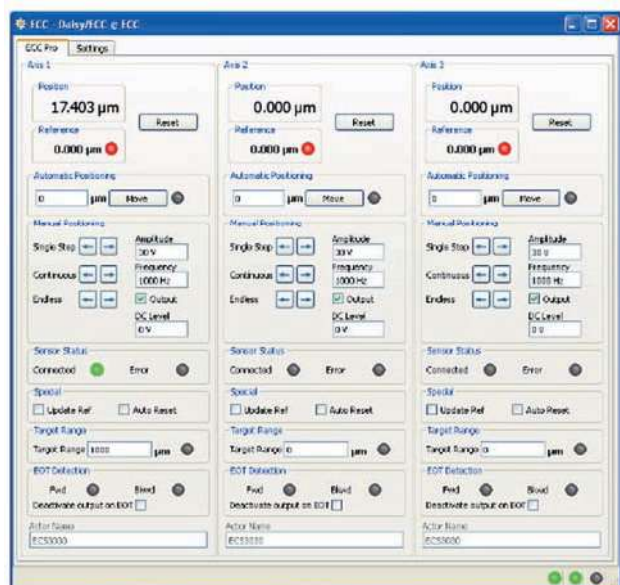 ECC - Daisy/ECC @ ECC
ECC Pro Settings
Axis 1
Position
17.403 µm
Reset
Reference
0.000 µm
Automatic Positioning
0 µm Move
Manual Positioning
Single Step
Amplitude
30 V
Continuous
Frequency
1000 Hz
Endless
Output
DC Level
0 V
Sensor Status
Connected Error
Special
Update Ref Auto Reset
Target Range
Target Range 1000 µm
EOT Detection
Fwd Bkwd
Deactivate output on EOT
Actor Name
ECS3030
Axis 2
Position
0.000 µm
Reset
Reference
0.000 µm
Automatic Positioning
0 µm Move
Manual Positioning
Single Step
Amplitude
30 V
Continuous
Frequency
1000 Hz
Endless
Output
DC Level
0 V
Sensor Status
Connected Error
Special
Update Ref Auto Reset
Target Range
Target Range 0 µm
EOT Detection
Fwd Bkwd
Deactivate output on EOT
Actor Name
ECS3030
Axis 3
Position
0.000 µm
Reset
Reference
0.000 µm
Automatic Positioning
0 µm Move
Manual Positioning
Single Step
Amplitude
30 V
Continuous
Frequency
1000 Hz
Endless
Output
DC Level
0 V
Sensor Status
Connected Error
Special
Update Ref Auto Reset
Target Range
Target Range 0 µm
EOT Detection
Fwd Bkwd
Deactivate output on EOT
Actor Name
ECS3030